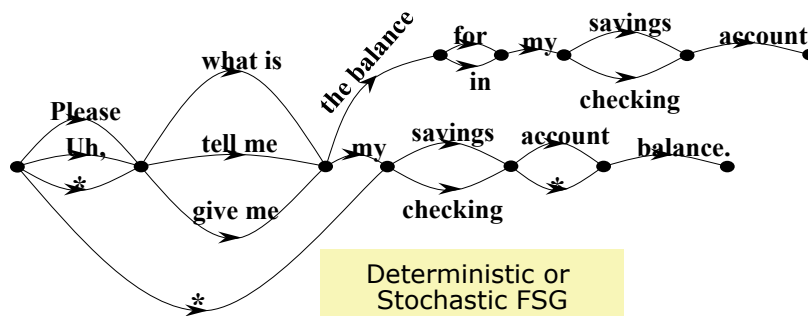 what is
the balance
for
in
my
savings
checking
account
Please
Uh,
*
tell me
give me
my
savings
checking
account
*
balance.
*
Deterministic or
Stochastic FSG